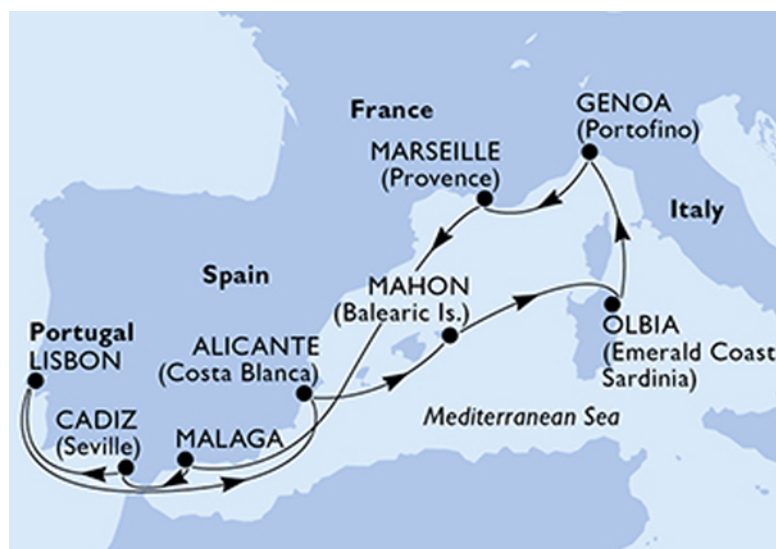 France
GENOA
(Portofino)
MARSEILLE
(Provence)
Italy
Spain
MAHON
(Balearic Is.)
Portugal
LISBON
ALICANTE
(Costa Blanca)
OLBIA
(Emerald Coast
Sardinia)
CADIZ
(Seville)
MALAGA
Mediterranean Sea